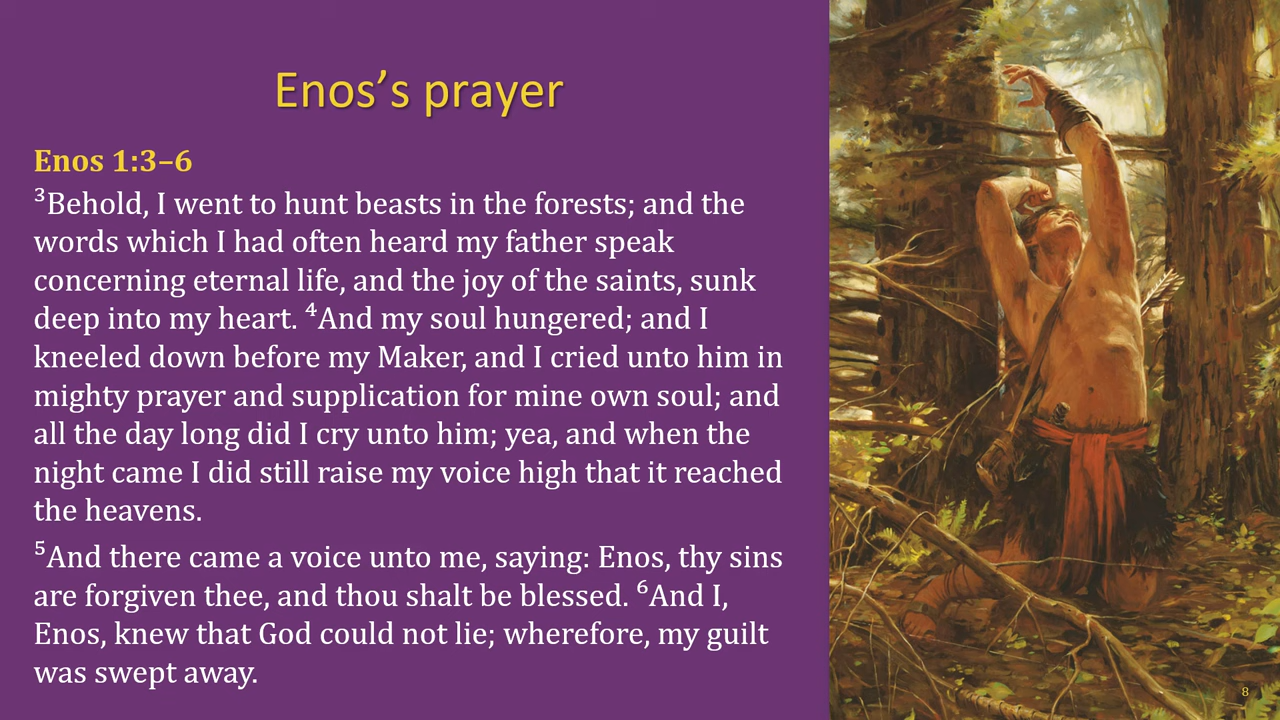 Enos’s prayer
Enos 1:3–6
³Behold, I went to hunt beasts in the forests; and the
words which I had often heard my father speak
concerning eternal life, and the joy of the saints, sunk
deep into my heart. ⁴And my soul hungered; and I
kneeled down before my Maker, and I cried unto him in
mighty prayer and supplication for mine own soul; and
all the day long did I cry unto him; yea, and when the
night came I did still raise my voice high that it reached
the heavens.
⁵And there came a voice unto me, saying: Enos, thy sins
are forgiven thee, and thou shalt be blessed. ⁶And I,
Enos, knew that God could not lie; wherefore, my guilt
was swept away.
8